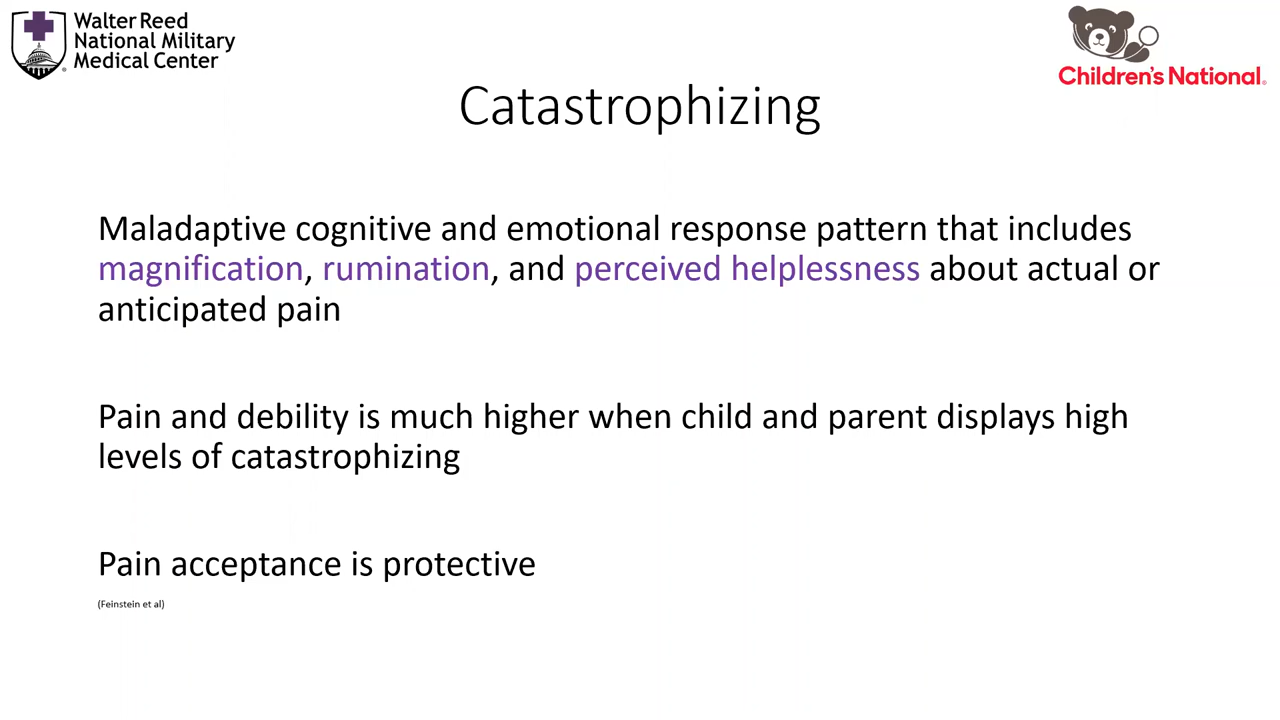 Walter Reed
National Military
Medical Center
Children's National®
Catastrophizing
Maladaptive cognitive and emotional response pattern that includes
magnification, rumination, and perceived helplessness about actual or
anticipated pain
Pain and debility is much higher when child and parent displays high
levels of catastrophizing
Pain acceptance is protective
(Feinstein et al)